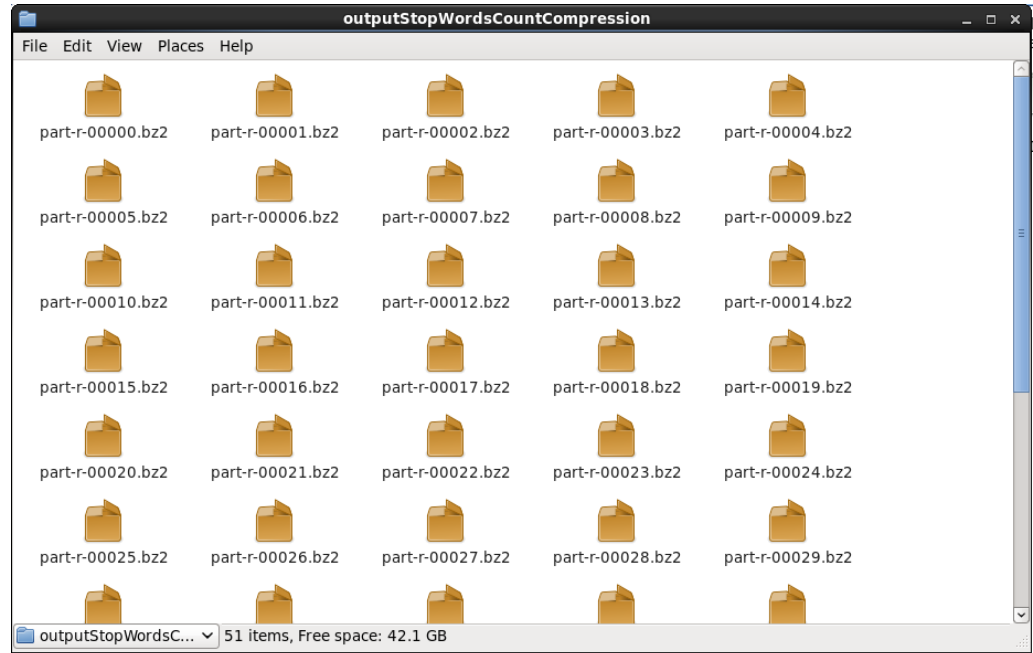 outputStopWordsCountCompression
File Edit View Places Help
part-r-00000.bz2 part-r-00001.bz2 part-r-00002.bz2 part-r-00003.bz2 part-r-00004.bz2
part-r-00005.bz2 part-r-00006.bz2 part-r-00007.bz2 part-r-00008.bz2 part-r-00009.bz2
part-r-00010.bz2 part-r-00011.bz2 part-r-00012.bz2 part-r-00013.bz2 part-r-00014.bz2
part-r-00015.bz2 part-r-00016.bz2 part-r-00017.bz2 part-r-00018.bz2 part-r-00019.bz2
part-r-00020.bz2 part-r-00021.bz2 part-r-00022.bz2 part-r-00023.bz2 part-r-00024.bz2
part-r-00025.bz2 part-r-00026.bz2 part-r-00027.bz2 part-r-00028.bz2 part-r-00029.bz2
outputStopWordsC... 51 items, Free space: 42.1 GB